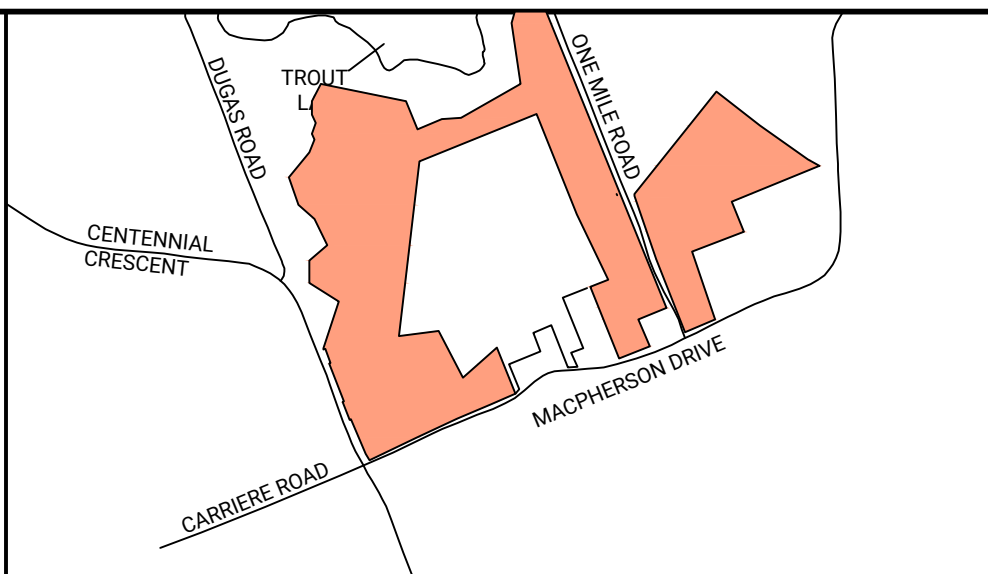 DUGAS ROAD
TROUT
ONE MILE ROAD
CENTENNIAL
CRESCENT
MACPHERSON DRIVE
CARRIERE ROAD